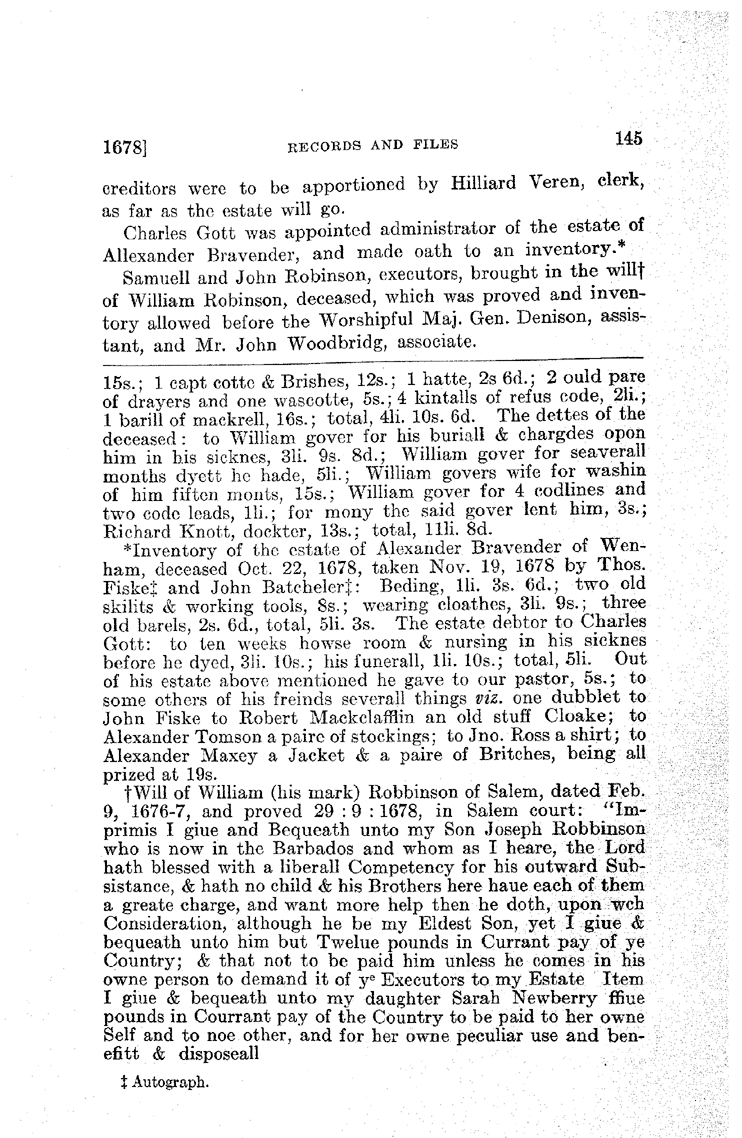 1678] RECORDS AND FILES 145
creditors were to be apportioned by Hilliard Veren, clerk,
as far as the estate will go.
Charles Gott was appointed administrator of the estate of
Allexander Bravender, and made oath to an inventory.*
Samuell and John Robinson, executors, brought in the will†
of William Robinson, deceased, which was proved and inven-
tory allowed before the Worshipful Maj. Gen. Denison, assis-
tant, and Mr. John Woodbridg, associate.
15s.; 1 capt cotte & Brishes, 12s.; 1 hatte, 2s 6d.; 2 ould pare
of drayers and one wascotte, 5s.; 4 kintalls of refus code, 2li.;
1 barill of mackrell, 16s.; total, 4li. 10s. 6d. The dettes of the
deceased: to William gover for his buriall & chargdes opon
him in his sicknes, 3li. 9s. 8d.; William gover for seaverall
months dyett he hade, 5li.; William govers wife for washin
of him fiften monts, 15s.; William gover for 4 codlines and
two code leads, 1li.; for mony the said gover lent him, 3s.;
Richard Knott, dockter, 13s.; total, 11li. 8d.
*Inventory of the estate of Alexander Bravender of Wen-
ham, deceased Oct. 22, 1678, taken Nov. 19, 1678 by Thos.
Fiske‡ and John Batcheler‡: Beding, 1li. 3s. 6d.; two old
skilits & working tools, 8s.; wearing cloathes, 3li. 9s.; three
old barels, 2s. 6d., total, 5li. 3s. The estate debtor to Charles
Gott: to ten weeks howse room & nursing in his sicknes
before he dyed, 3li. 10s.; his funerall, 1li. 10s.; total, 5li. Out
of his estate above mentioned he gave to our pastor, 5s.; to
some others of his freinds severall things viz. one dubblet to
John Fiske to Robert Mackclafflin an old stuff Cloake; to
Alexander Tomson a paire of stockings; to Jno. Ross a shirt; to
Alexander Maxey a Jacket & a paire of Britches, being all
prized at 19s.
†Will of William (his mark) Robbinson of Salem, dated Feb.
9, 1676-7, and proved 29 : 9 : 1678, in Salem court: "Im-
primis I giue and Bequeath unto my Son Joseph Robbinson
who is now in the Barbados and whom as I heare, the Lord
hath blessed with a liberall Competency for his outward Sub-
sistance, & hath no child & his Brothers here haue each of them
a greate charge, and want more help then he doth, upon wch
Consideration, although he be my Eldest Son, yet I giue &
bequeath unto him but Twelue pounds in Currant pay of ye
Country; & that not to be paid him unless he comes in his
owne person to demand it of yᵉ Executors to my Estate Item
I giue & bequeath unto my daughter Sarah Newberry ffiue
pounds in Courrant pay of the Country to be paid to her owne
Self and to noe other, and for her owne peculiar use and ben-
efitt & disposeall
‡ Autograph.